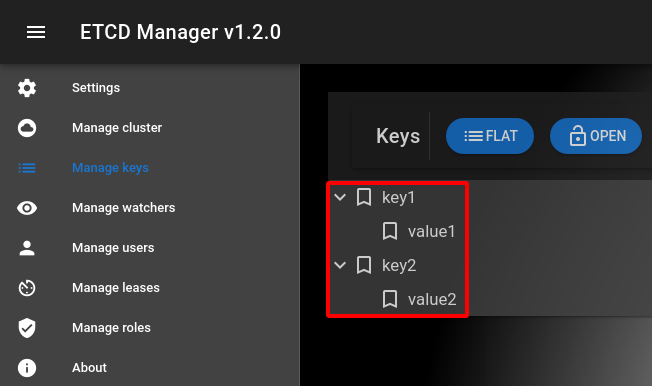 ETCD Manager v1.2.0
Settings
Manage cluster
Manage keys
Manage watchers
Manage users
Manage leases
Manage roles
About
Keys
FLAT
OPEN
key1
value1
key2
value2